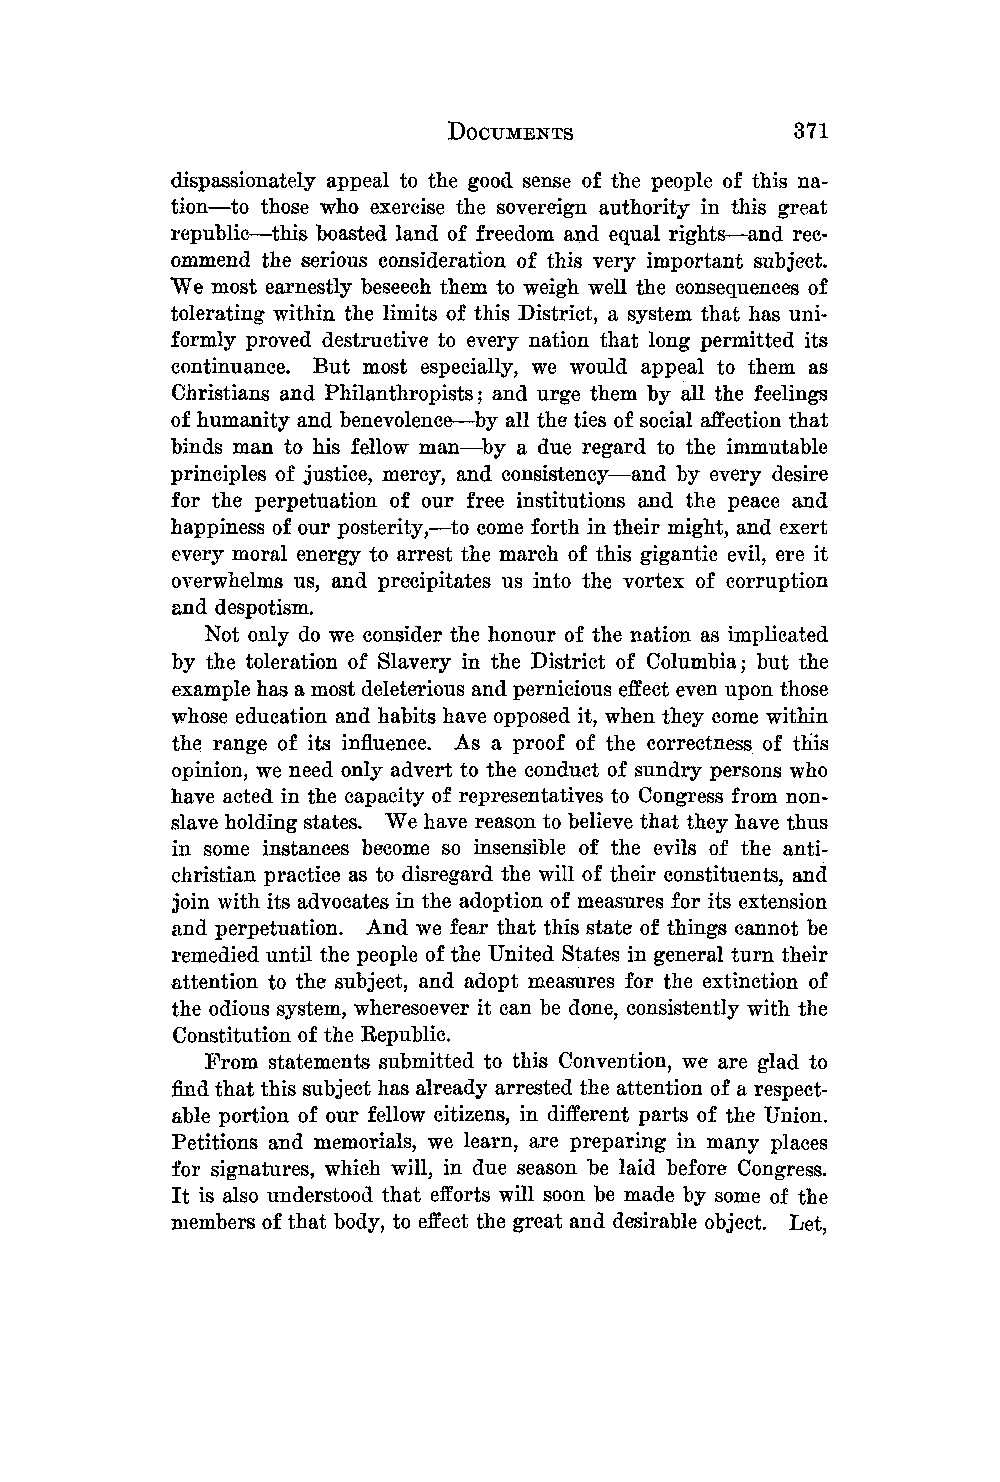 DOCUMENTS 371
dispassionately appeal to the good sense of the people of this na-
tion—to those who exercise the sovereign authority in this great
republic—this boasted land of freedom and equal rights—and rec-
ommend the serious consideration of this very important subject.
We most earnestly beseech them to weigh well the consequences of
tolerating within the limits of this District, a system that has uni-
formly proved destructive to every nation that long permitted its
continuance. But most especially, we would appeal to them as
Christians and Philanthropists; and urge them by all the feelings
of humanity and benevolence—by all the ties of social affection that
binds man to his fellow man—by a due regard to the immutable
principles of justice, mercy, and consistency—and by every desire
for the perpetuation of our free institutions and the peace and
happiness of our posterity,—to come forth in their might, and exert
every moral energy to arrest the march of this gigantic evil, ere it
overwhelms us, and precipitates us into the vortex of corruption
and despotism.
Not only do we consider the honour of the nation as implicated
by the toleration of Slavery in the District of Columbia; but the
example has a most deleterious and pernicious effect even upon those
whose education and habits have opposed it, when they come within
the range of its influence. As a proof of the correctness of this
opinion, we need only advert to the conduct of sundry persons who
have acted in the capacity of representatives to Congress from non-
slave holding states. We have reason to believe that they have thus
in some instances become so insensible of the evils of the anti-
christian practice as to disregard the will of their constituents, and
join with its advocates in the adoption of measures for its extension
and perpetuation. And we fear that this state of things cannot be
remedied until the people of the United States in general turn their
attention to the subject, and adopt measures for the extinction of
the odious system, wheresoever it can be done, consistently with the
Constitution of the Republic.
From statements submitted to this Convention, we are glad to
find that this subject has already arrested the attention of a respect-
able portion of our fellow citizens, in different parts of the Union.
Petitions and memorials, we learn, are preparing in many places
for signatures, which will, in due season be laid before Congress.
It is also understood that efforts will soon be made by some of the
members of that body, to effect the great and desirable object. Let,